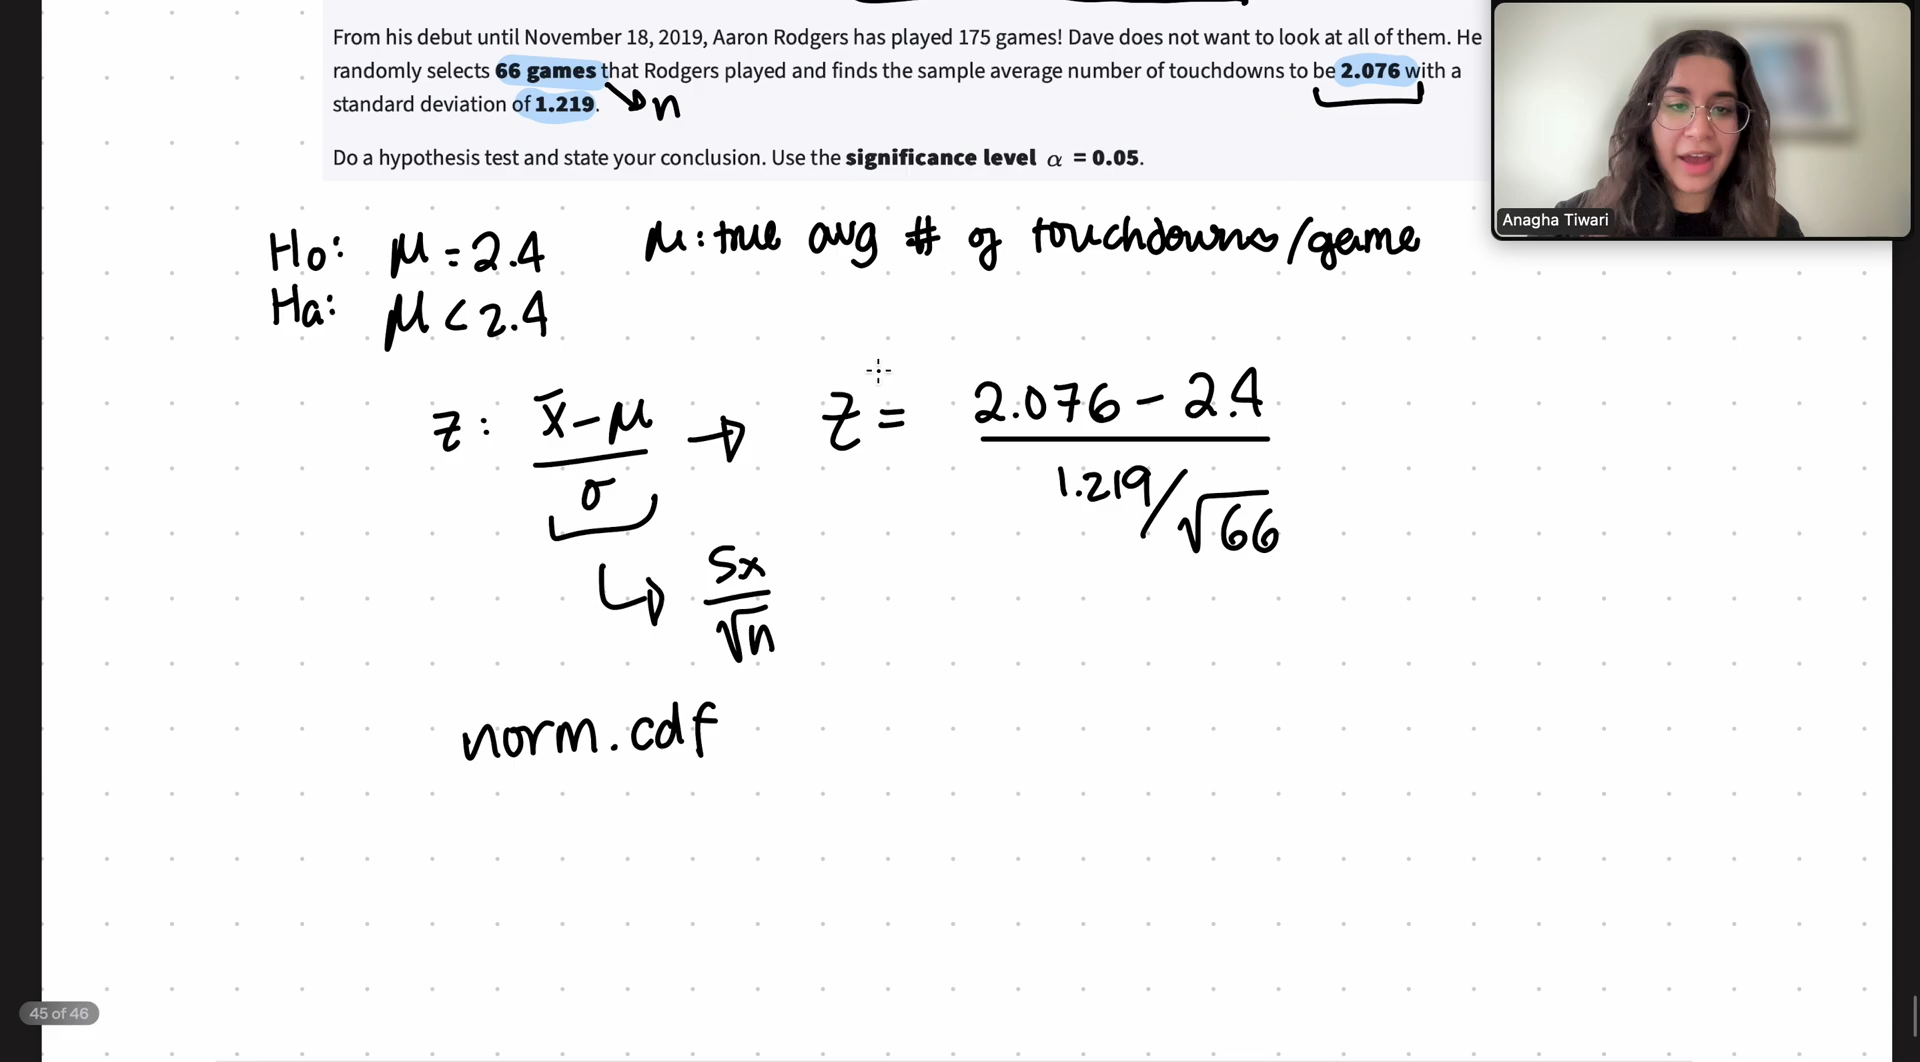 From his debut until November 18, 2019, Aaron Rodgers has played 175 games! Dave does not want to look at all of them. He
randomly selects 66 games that Rodgers played and finds the sample average number of touchdowns to be 2.076 with a
standard deviation of 1.219.
n
Do a hypothesis test and state your conclusion. Use the significance level α = 0.05.
Anagha Tiwari
Ho: μ = 2.4
μ: true avg # of touchdowns/game
Ha: μ < 2.4
z: x̄ - μ / σ → z = 2.076 - 2.4 / 1.219/√66
↳ Sx / √n
norm.cdf
45 of 46